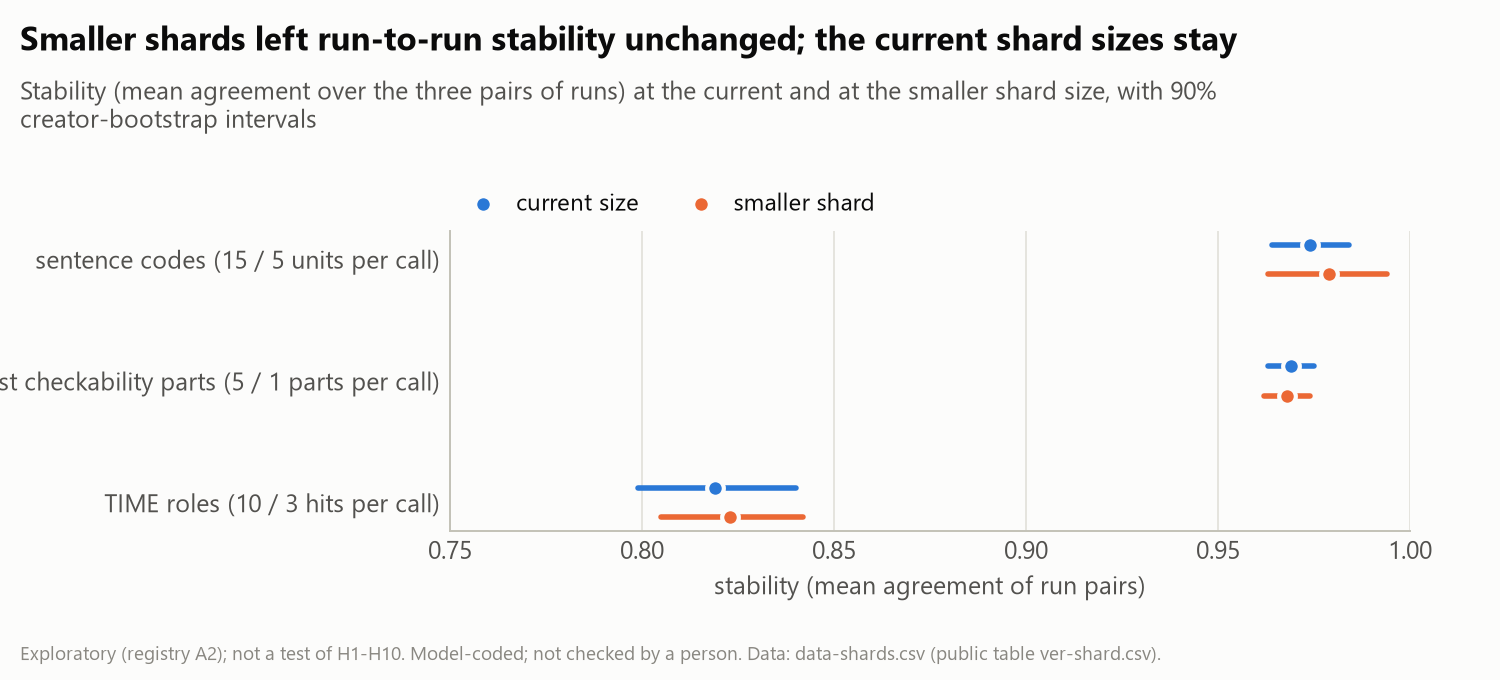 Smaller shards left run-to-run stability unchanged; the current shard sizes stay
Stability (mean agreement over the three pairs of runs) at the current and at the smaller shard size, with 90%
creator-bootstrap intervals
current size
smaller shard
sentence codes (15 / 5 units per call)
checkability parts (5 / 1 parts per call)
TIME roles (10 / 3 hits per call)
0.75 0.80 0.85 0.90 0.95 1.00
stability (mean agreement of run pairs)
Exploratory (registry A2); not a test of H1-H10. Model-coded; not checked by a person. Data: data-shards.csv (public table ver-shard.csv).